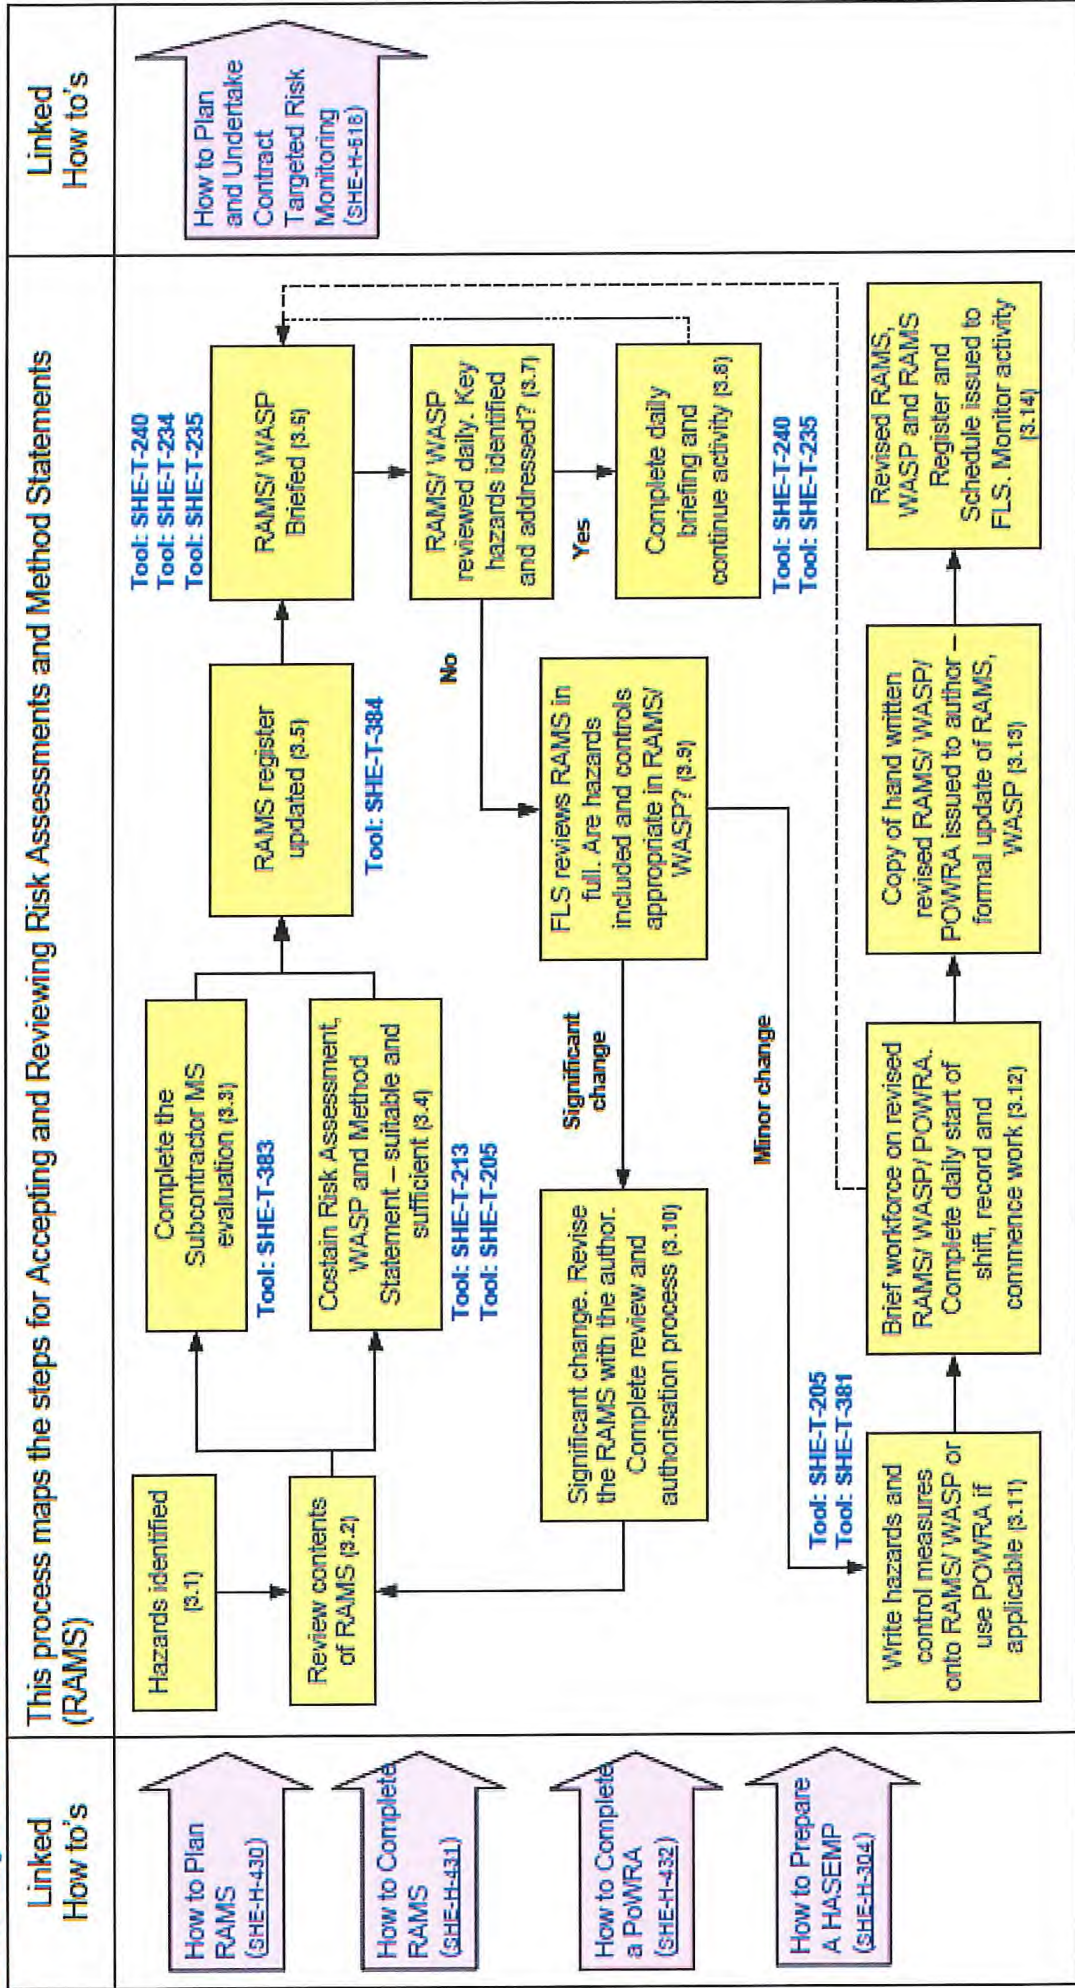 Linked
How to's
This process maps the steps for Accepting and Reviewing Risk Assessments and Method Statements
(RAMS)
Linked
How to's
How to Plan
RAMS
(SHE-H-430)
How to Complete
RAMS
(SHE-H-431)
How to Complete
a PoWRA
(SHE-H-432)
How to Prepare
A HASEMP
(SHE-H-304)
Hazards identified
(3.1)
Review contents
of RAMS (3.2)
Complete the
Subcontractor MS
evaluation (3.3)
Tool: SHE-T-383
Costain Risk Assessment,
WASP and Method
Statement – suitable and
sufficient (3.4)
Tool: SHE-T-213
Tool: SHE-T-205
RAMS register
updated (3.5)
Tool: SHE-T-384
Tool: SHE-T-240
Tool: SHE-T-234
Tool: SHE-T-235
RAMS/ WASP
Briefed (3.6)
RAMS/ WASP
reviewed daily. Key
hazards identified
and addressed? (3.7)
Yes
No
Complete daily
briefing and
continue activity (3.8)
Tool: SHE-T-240
Tool: SHE-T-235
FLS reviews RAMS in
full. Are hazards
included and controls
appropriate in RAMS/
WASP? (3.9)
Significant
change
Minor change
Significant change. Revise
the RAMS with the author.
Complete review and
authorisation process (3.10)
Tool: SHE-T-205
Tool: SHE-T-381
Write hazards and
control measures
onto RAMS/ WASP or
use POWRA if
applicable (3.11)
Brief workforce on revised
RAMS/ WASP/ POWRA.
Complete daily start of
shift, record and
commence work (3.12)
Copy of hand written
revised RAMS/ WASP/
POWRA issued to author –
formal update of RAMS,
WASP (3.13)
Revised RAMS,
WASP and RAMS
Register and
Schedule issued to
FLS. Monitor activity
(3.14)
How to Plan
and Undertake
Contract
Targeted Risk
Monitoring
(SHE-H-518)